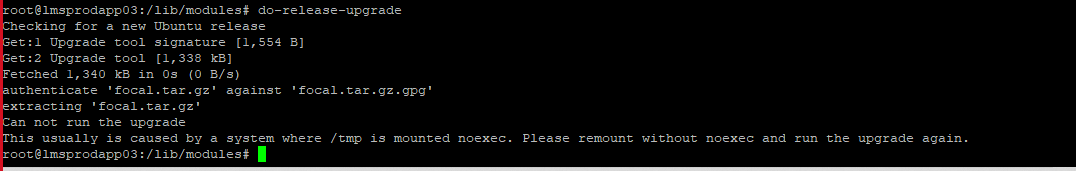 root@lmsprodapp03:/lib/modules# do-release-upgrade
Checking for a new Ubuntu release
Get:1 Upgrade tool signature [1,554 B]
Get:2 Upgrade tool [1,338 kB]
Fetched 1,340 kB in 0s (0 B/s)
authenticate 'focal.tar.gz' against 'focal.tar.gz.gpg'
extracting 'focal.tar.gz'
Can not run the upgrade
This usually is caused by a system where /tmp is mounted noexec. Please remount without noexec and run the upgrade again.
root@lmsprodapp03:/lib/modules#